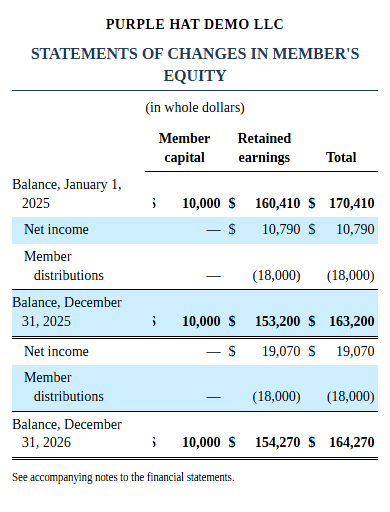 PURPLE HAT DEMO LLC
STATEMENTS OF CHANGES IN MEMBER'S
EQUITY
(in whole dollars)
Member Retained
capital earnings Total
Balance, January 1,
2025 $ 10,000 $ 160,410 $ 170,410
Net income — $ 10,790 $ 10,790
Member
distributions — (18,000) (18,000)
Balance, December
31, 2025 $ 10,000 $ 153,200 $ 163,200
Net income — $ 19,070 $ 19,070
Member
distributions — (18,000) (18,000)
Balance, December
31, 2026 $ 10,000 $ 154,270 $ 164,270
See accompanying notes to the financial statements.